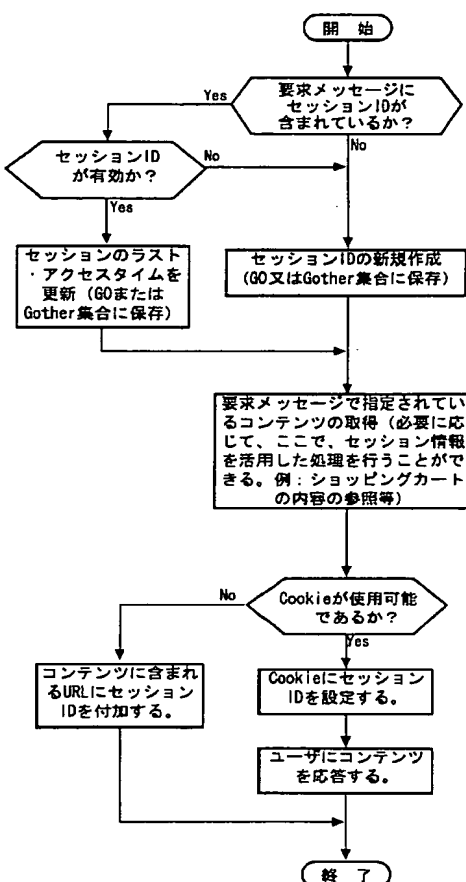 開 始
要求メッセージに
セッションIDが
含まれているか?
Yes
No
セッションID
が有効か?
No
Yes
セッションのラスト
・アクセスタイムを
更新(G0または
Gother集合に保存)
セッションIDの新規作成
(G0又はGother集合に保存)
要求メッセージで指定されてい
るコンテンツの取得(必要に応
じて、ここで、セッション情報
を活用した処理を行うことがで
きる。例:ショッピングカート
の内容の参照等)
Cookieが使用可能
であるか?
No
Yes
コンテンツに含まれ
るURLにセッション
IDを付加する。
Cookieにセッション
IDを設定する。
ユーザにコンテンツ
を応答する。
終 了